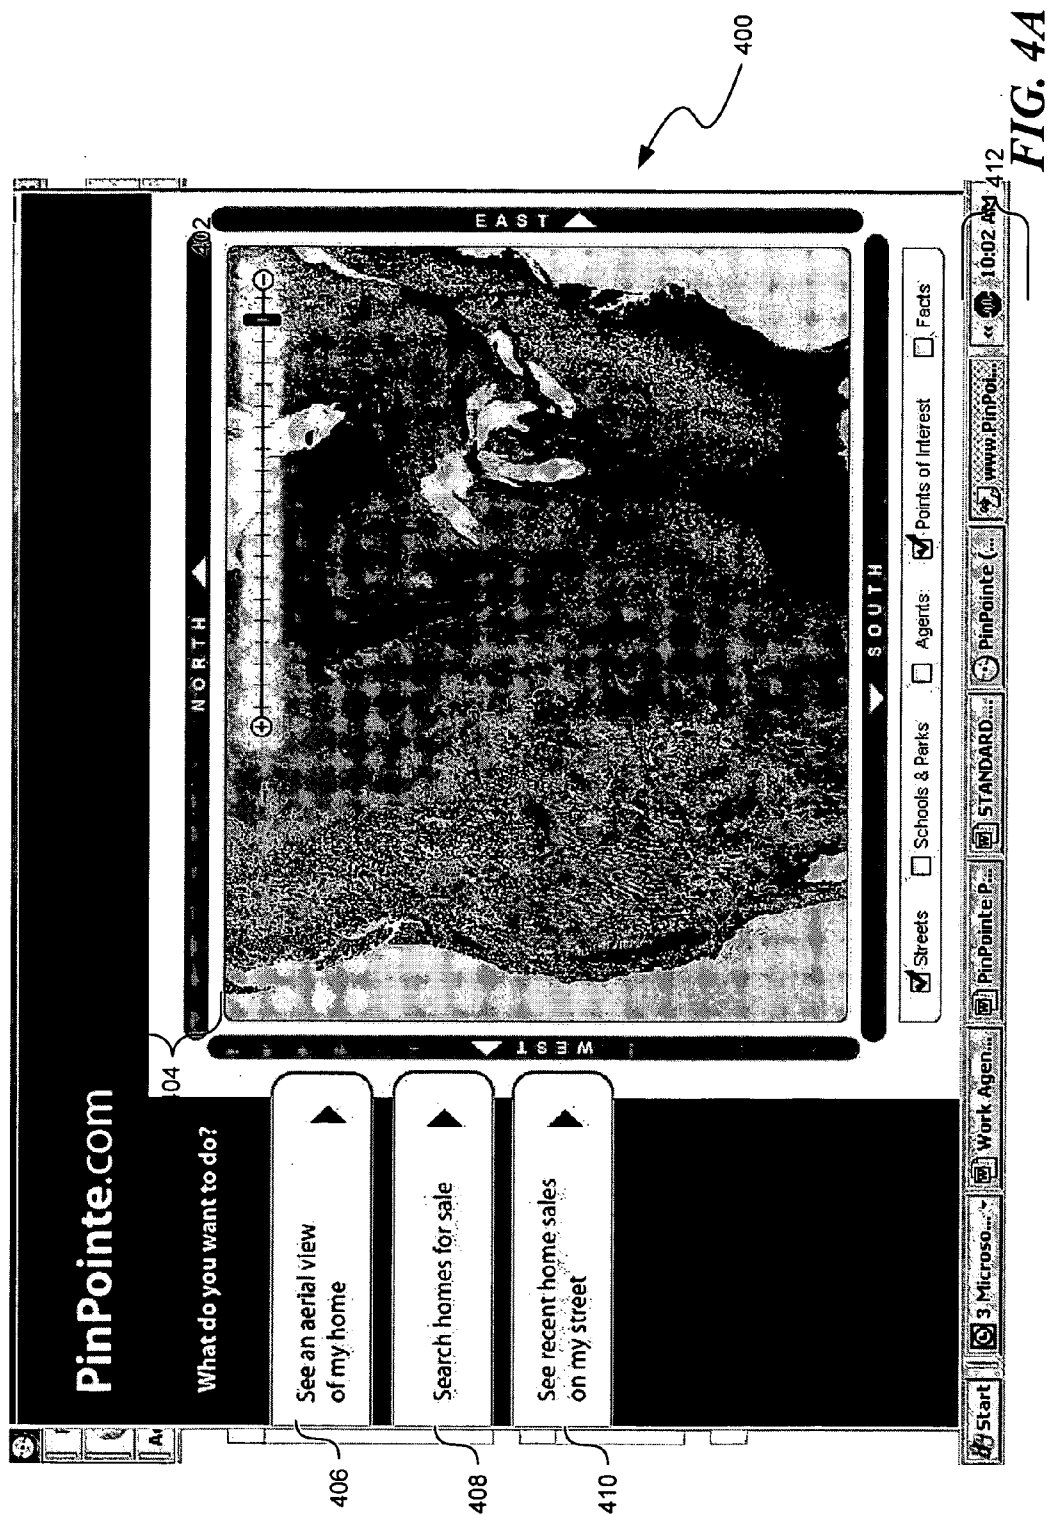 PinPointe.com
What do you want to do?
See an aerial view
of my home
Search homes for sale
See recent home sales
on my street
NORTH
WEST
EAST
SOUTH
Streets
Schools & Parks
Agents:
Points of Interest
Facts
Start
3 Microso...
Work Agen...
PinPointe P...
STANDARD...
PinPointe (...
www.PinPoi...
«
10:02 AM
400
402
404
406
408
410
412
FIG. 4A